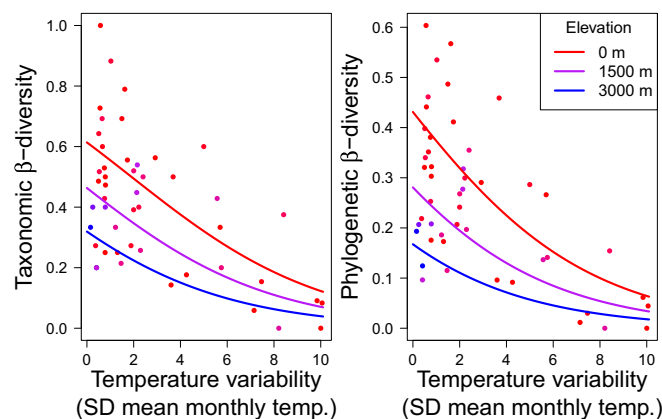 Taxonomic β−diversity
1.0
0.8
0.6
0.4
0.2
0.0
0 2 4 6 8 10
Temperature variability
(SD mean monthly temp.)
Phylogenetic β−diversity
0.6
0.5
0.4
0.3
0.2
0.1
0.0
0 2 4 6 8 10
Temperature variability
(SD mean monthly temp.)
Elevation
0 m
1500 m
3000 m